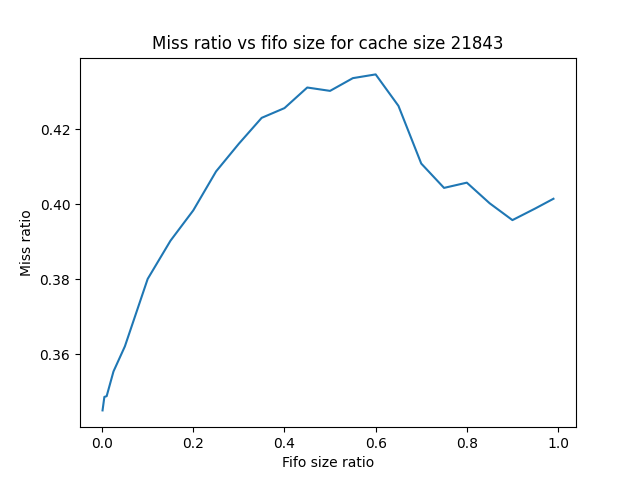 Miss ratio vs fifo size for cache size 21843
Miss ratio
0.42
0.40
0.38
0.36
0.0 0.2 0.4 0.6 0.8 1.0
Fifo size ratio